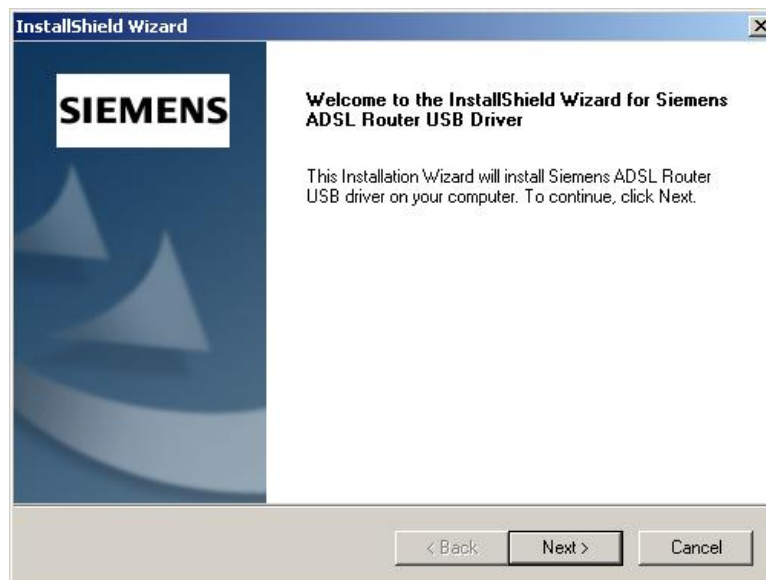 InstallShield Wizard
SIEMENS
Welcome to the InstallShield Wizard for Siemens
ADSL Router USB Driver
This Installation Wizard will install Siemens ADSL Router
USB driver on your computer. To continue, click Next.
< Back
Next >
Cancel